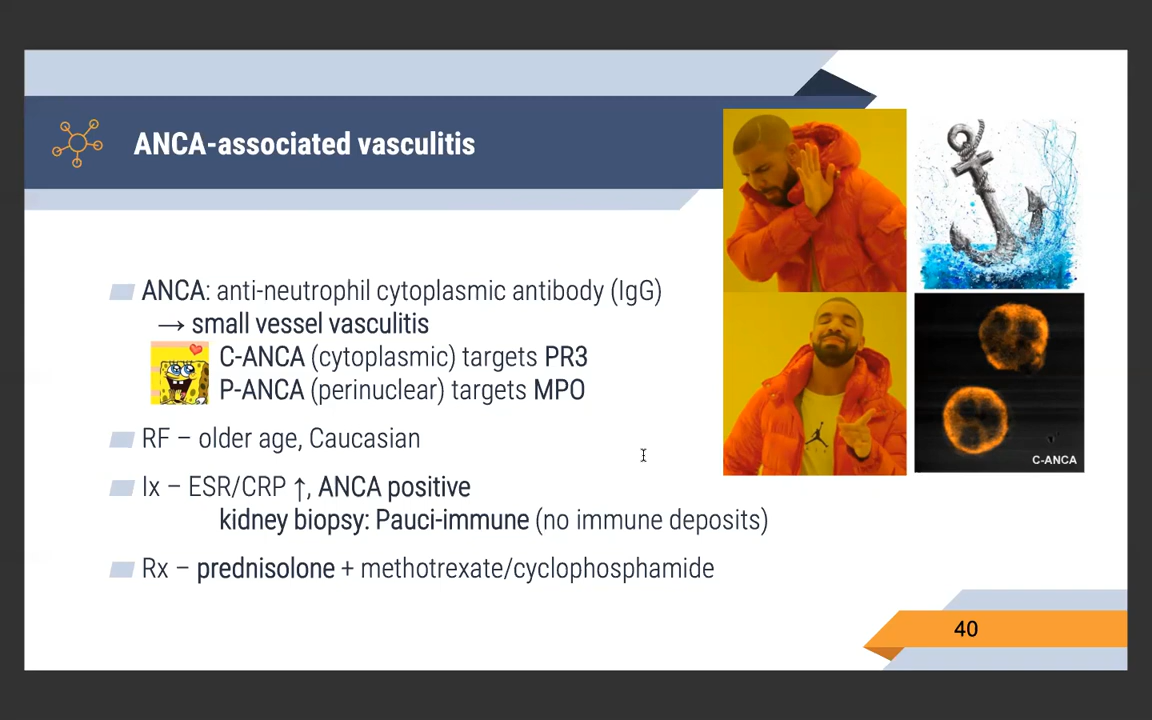 ANCA-associated vasculitis
ANCA: anti-neutrophil cytoplasmic antibody (IgG)
→ small vessel vasculitis
C-ANCA (cytoplasmic) targets PR3
P-ANCA (perinuclear) targets MPO
RF – older age, Caucasian
Ix – ESR/CRP ↑, ANCA positive
kidney biopsy: Pauci-immune (no immune deposits)
Rx – prednisolone + methotrexate/cyclophosphamide
C-ANCA
40